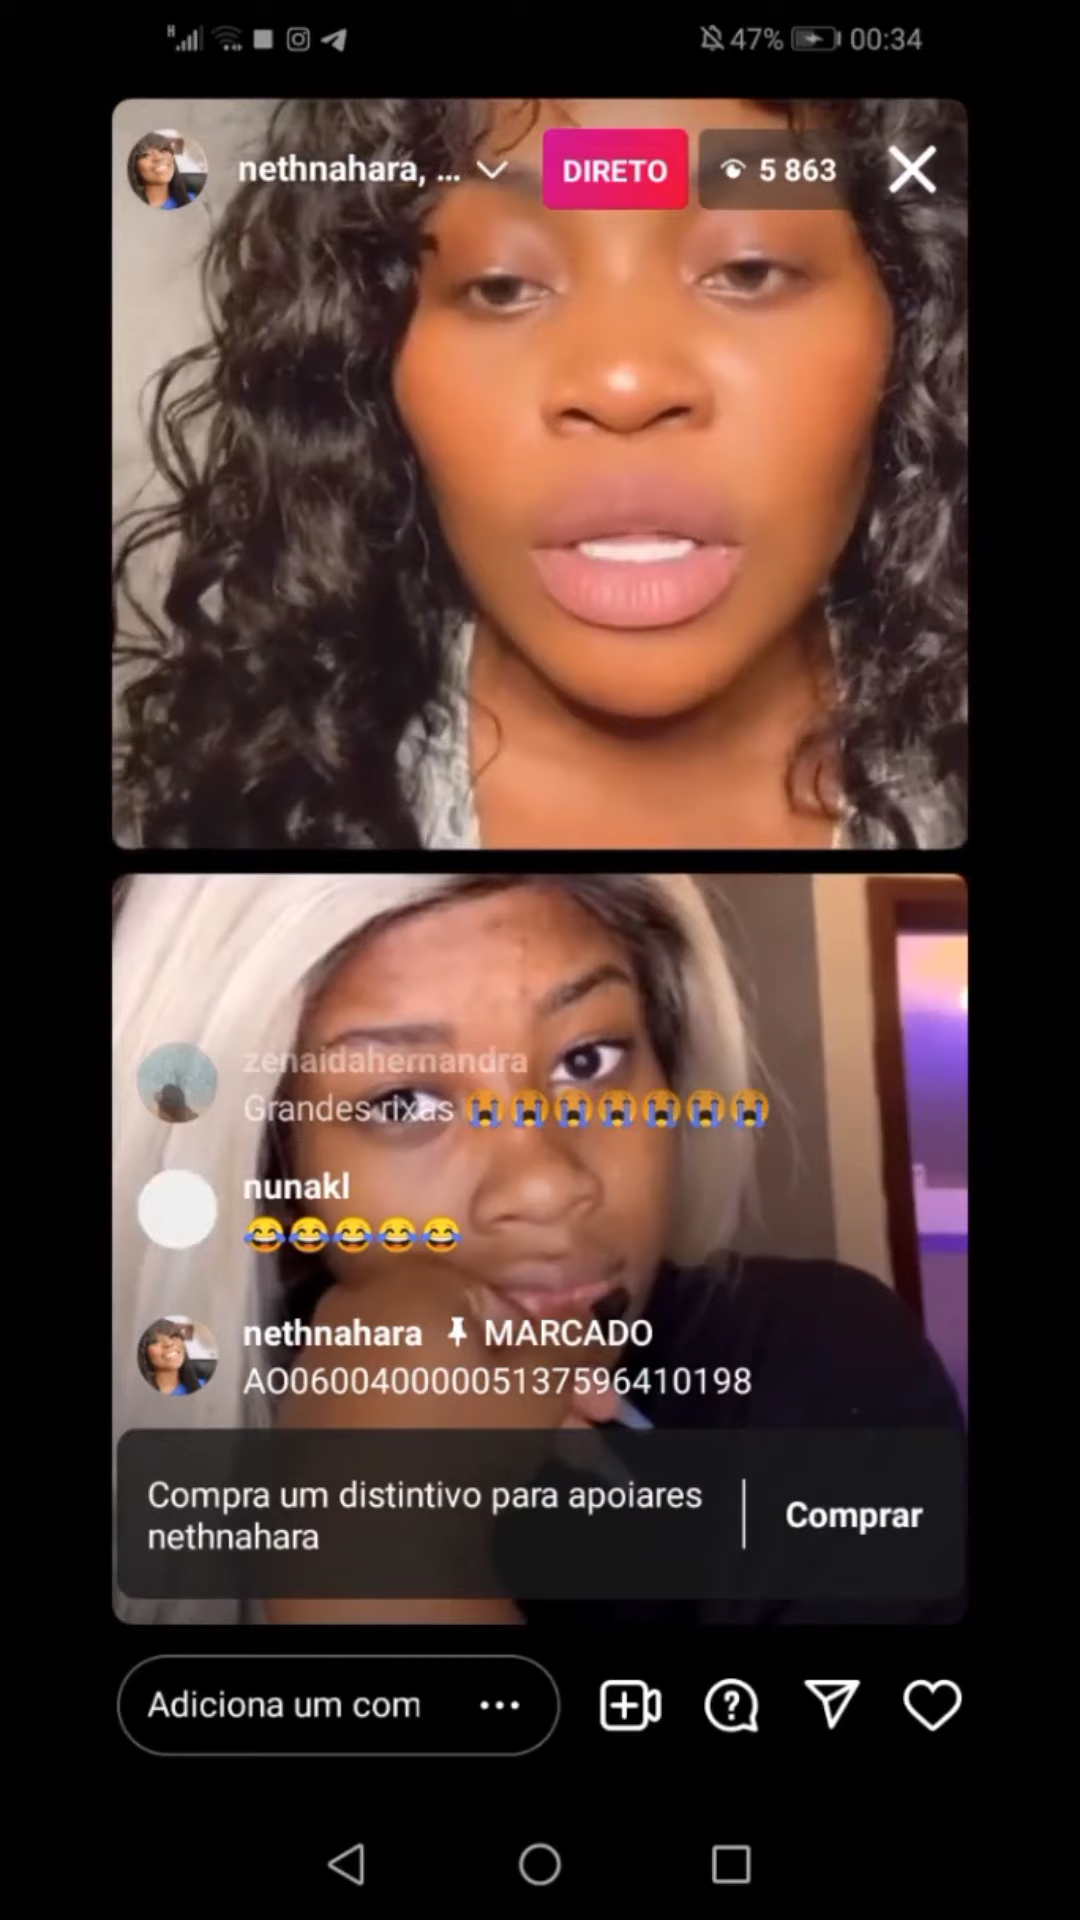 H 47% 00:34
nethnahara, ... DIRETO 5 863
zenaidahernandra
Grandes rixas 😭😭😭😭😭😭😭
nunakl
😂😂😂😂😂
nethnahara MARCADO
AO06004000005137596410198
Compra um distintivo para apoiares
nethnahara
Comprar
Adiciona um com